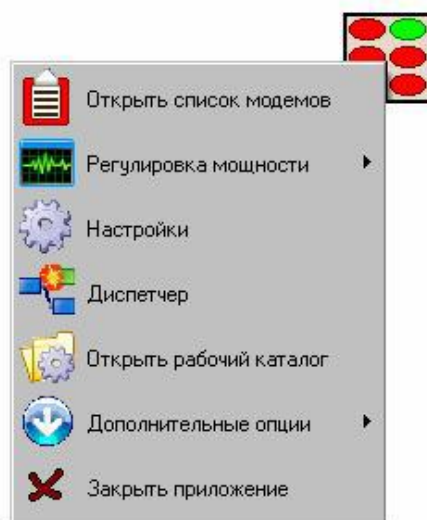 Открыть список модемов
Регулировка мощности
Настройки
Диспетчер
Открыть рабочий каталог
Дополнительные опции
Закрыть приложение